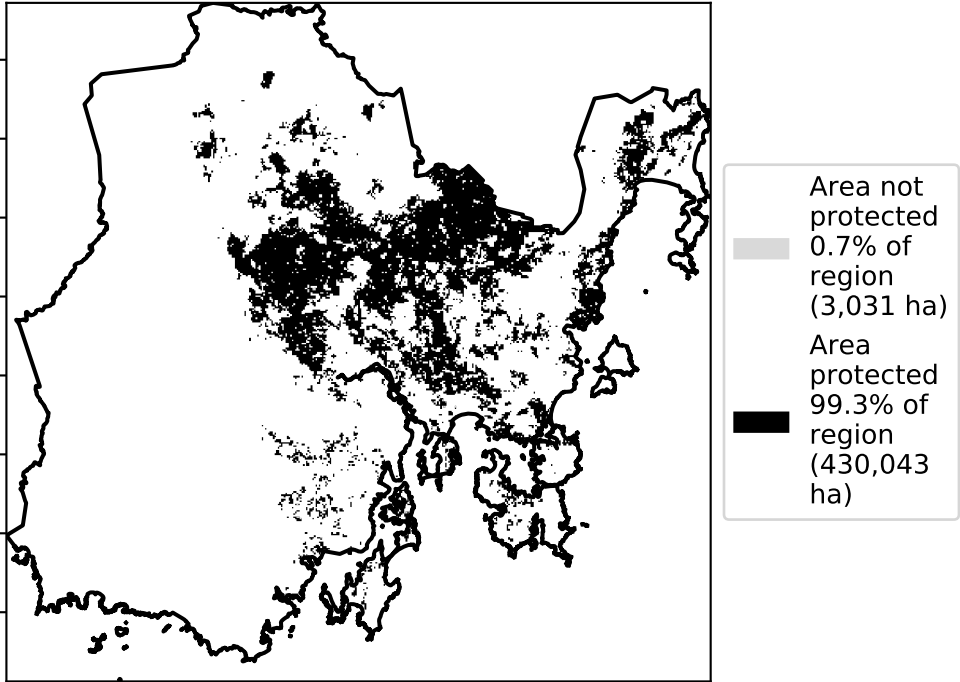 Area not
protected
0.7% of
region
(3,031 ha)
Area
protected
99.3% of
region
(430,043
ha)